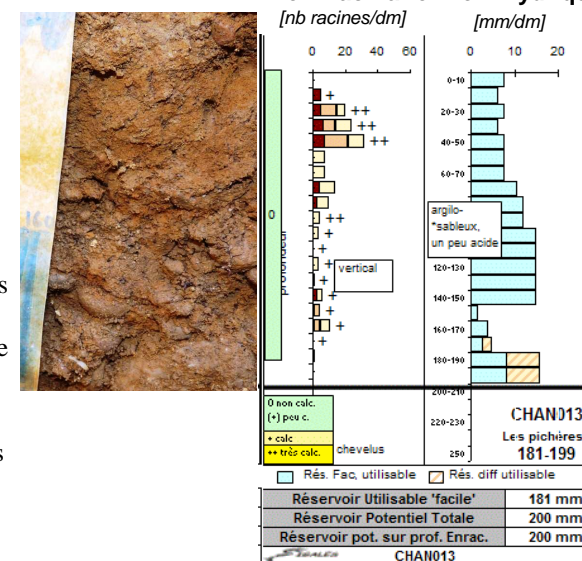 [nb racines/dm] [mm/dm]
0 20 40 60 0 10 20
0-10
+
++ 20-30
++
++ 40-50
60-70
0
++ argilo-
+ *sableux,
+ un peu acide
profondeur
+ vertical 120-130
+
+ 140-150
+
+ 160-170
+
180-190
200-210
0 non calc.
(+) peu c. 220-230 CHAN013
+ calc Les pichères
++ très calc. chevelus 250 181-199
Rés. Fac, utilisable Rés. diff utilisable
Réservoir Utilisable 'facile' 181 mm
Réservoir Potentiel Totale 200 mm
Réservoir pot. sur prof. Enrac. 200 mm
CHAN013